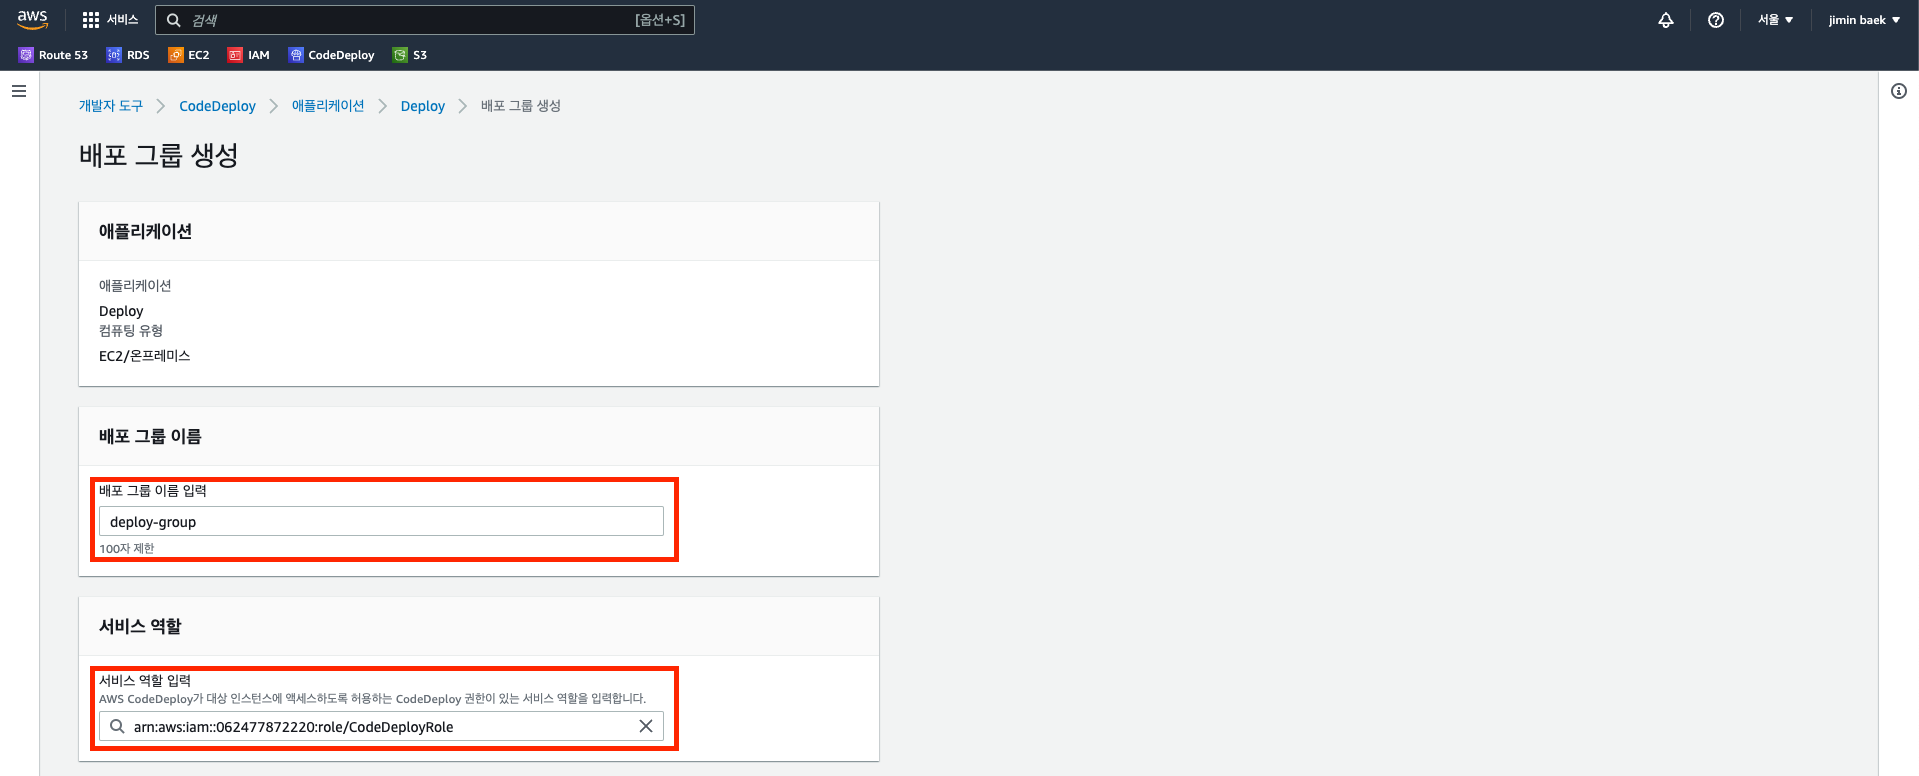 aws 서비스 검색 [옵션+S] 서울 jimin baek
Route 53 RDS EC2 IAM CodeDeploy S3
개발자 도구 CodeDeploy 애플리케이션 Deploy 배포 그룹 생성
배포 그룹 생성
애플리케이션
애플리케이션
Deploy
컴퓨팅 유형
EC2/온프레미스
배포 그룹 이름
배포 그룹 이름 입력
deploy-group
100자 제한
서비스 역할
서비스 역할 입력
AWS CodeDeploy가 대상 인스턴스에 액세스하도록 허용하는 CodeDeploy 권한이 있는 서비스 역할을 입력합니다.
arn:aws:iam::062477872220:role/CodeDeployRole